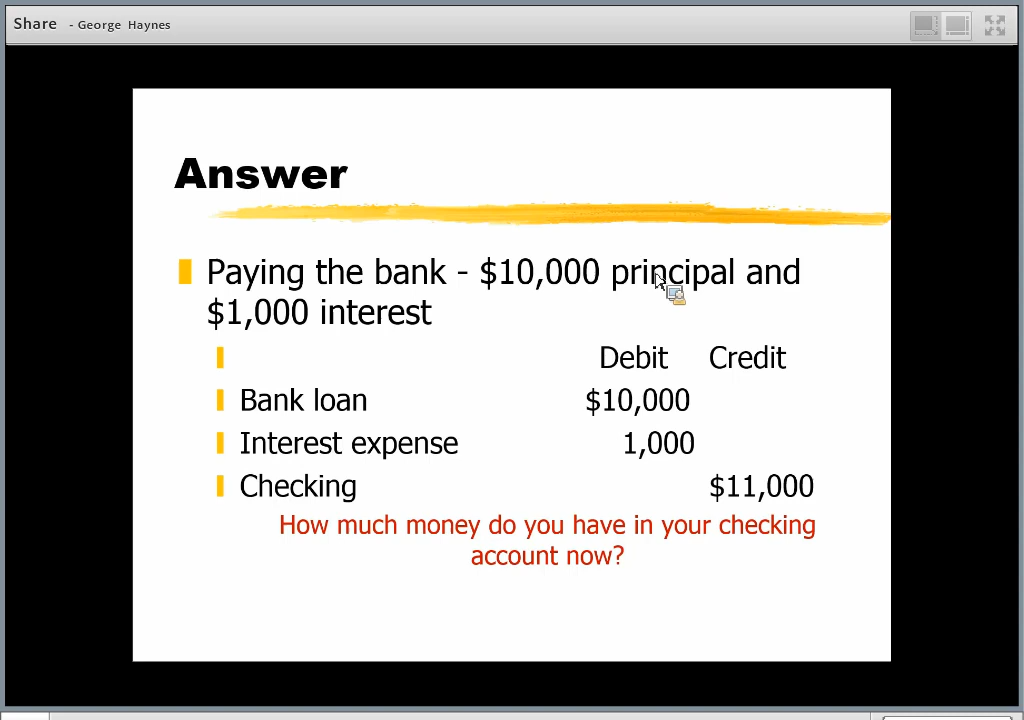 Share - George Haynes
Answer
Paying the bank - $10,000 principal and
$1,000 interest
Debit Credit
Bank loan $10,000
Interest expense 1,000
Checking $11,000
How much money do you have in your checking
account now?